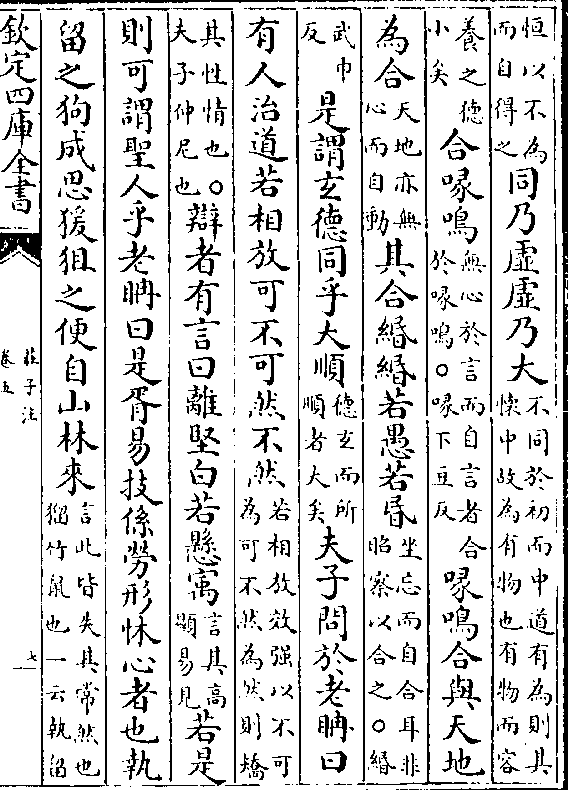 恒以不為而自得之同乃虛虛乃大不同於初而中道有為則其懷中故為有物也有物而容
養之德小矣合喙鳴無心於言而自言者合於喙鳴○喙下豆反喙鳴合與天地
為合天地亦無心而自動其合緡緡若愚若昏坐忘而自合耳非昭察以合之○緡
武巾反是謂玄德同乎大順德玄而所順者大矣夫子問於老聃曰
有人治道若相放可不可然不然若相放效强以不可為可不然為然則矯
其性情也○夫子仲尼也辯者有言曰離堅白若懸寓言其高顯易見若是
則可謂聖人乎老聃曰是胥易技係勞形怵心者也執
留之狗成思猨狙之便自山林來言此皆失其常然也猵竹鼠也一云執留
欽定四庫全書
莊子注
卷五
七